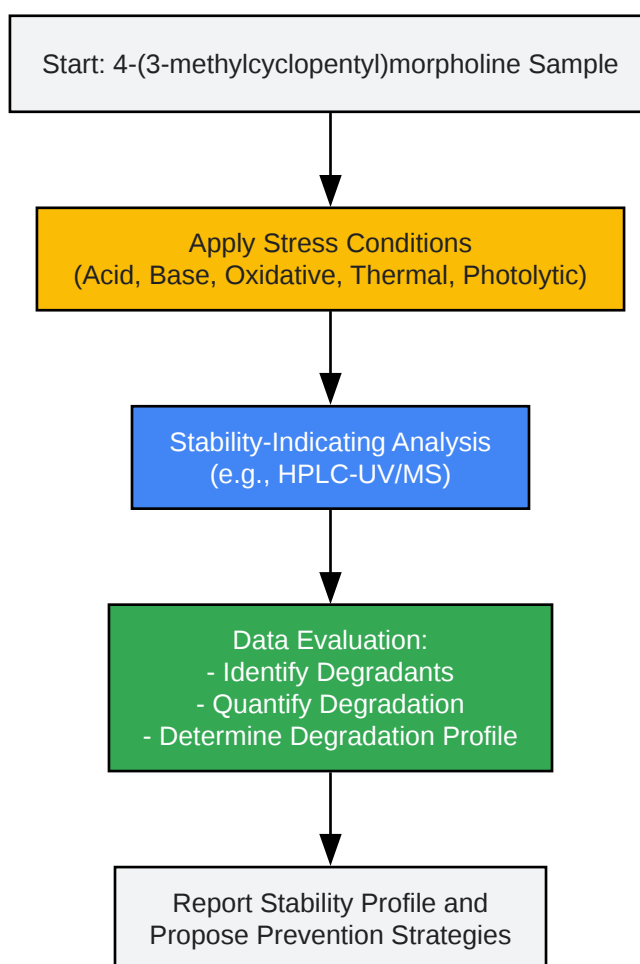 Start: 4-(3-methylcyclopentyl)morpholine Sample
Apply Stress Conditions
(Acid, Base, Oxidative, Thermal, Photolytic)
Stability-Indicating Analysis
(e.g., HPLC-UV/MS)
Data Evaluation:
- Identify Degradants
- Quantify Degradation
- Determine Degradation Profile
Report Stability Profile and
Propose Prevention Strategies